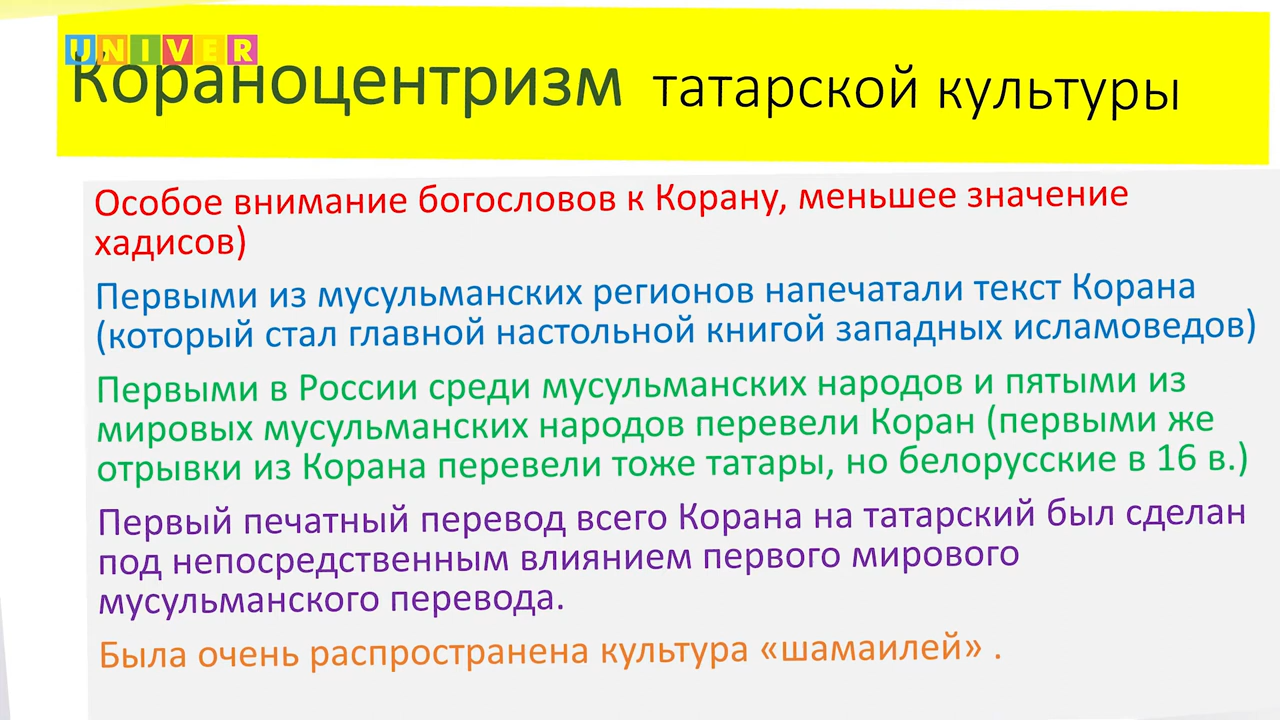 UNIVER
Кораноцентризм татарской культуры
Особое внимание богословов к Корану, меньшее значение
хадисов)
Первыми из мусульманских регионов напечатали текст Корана
(который стал главной настольной книгой западных исламоведов)
Первыми в России среди мусульманских народов и пятыми из
мировых мусульманских народов перевели Коран (первыми же
отрывки из Корана перевели тоже татары, но белорусские в 16 в.)
Первый печатный перевод всего Корана на татарский был сделан
под непосредственным влиянием первого мирового
мусульманского перевода.
Была очень распространена культура «шамаилей» .